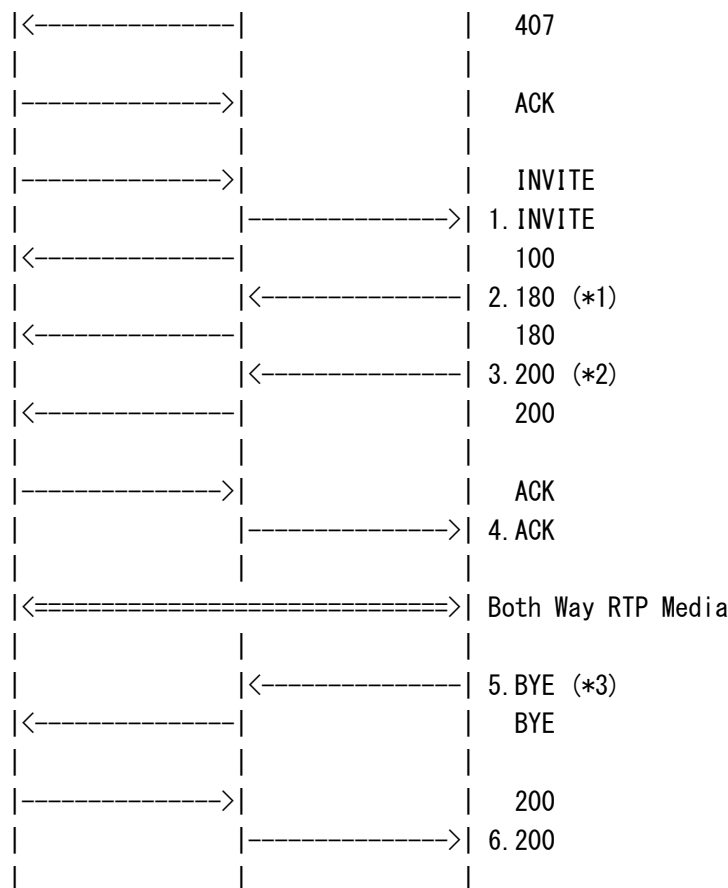 |<---------------|                |   407
|                |                |
|--------------->|                |   ACK
|                |                |
|--------------->|                |   INVITE
|                |--------------->| 1.INVITE
|<---------------|                |   100
|                |<---------------| 2.180 (*1)
|<---------------|                |   180
|                |<---------------| 3.200 (*2)
|<---------------|                |   200
|                |                |
|--------------->|                |   ACK
|                |--------------->| 4.ACK
|                |                |
|<===============================>| Both Way RTP Media
|                |                |
|                |<---------------| 5.BYE (*3)
|<---------------|                |   BYE
|                |                |
|--------------->|                |   200
|                |--------------->| 6.200
|                |                |